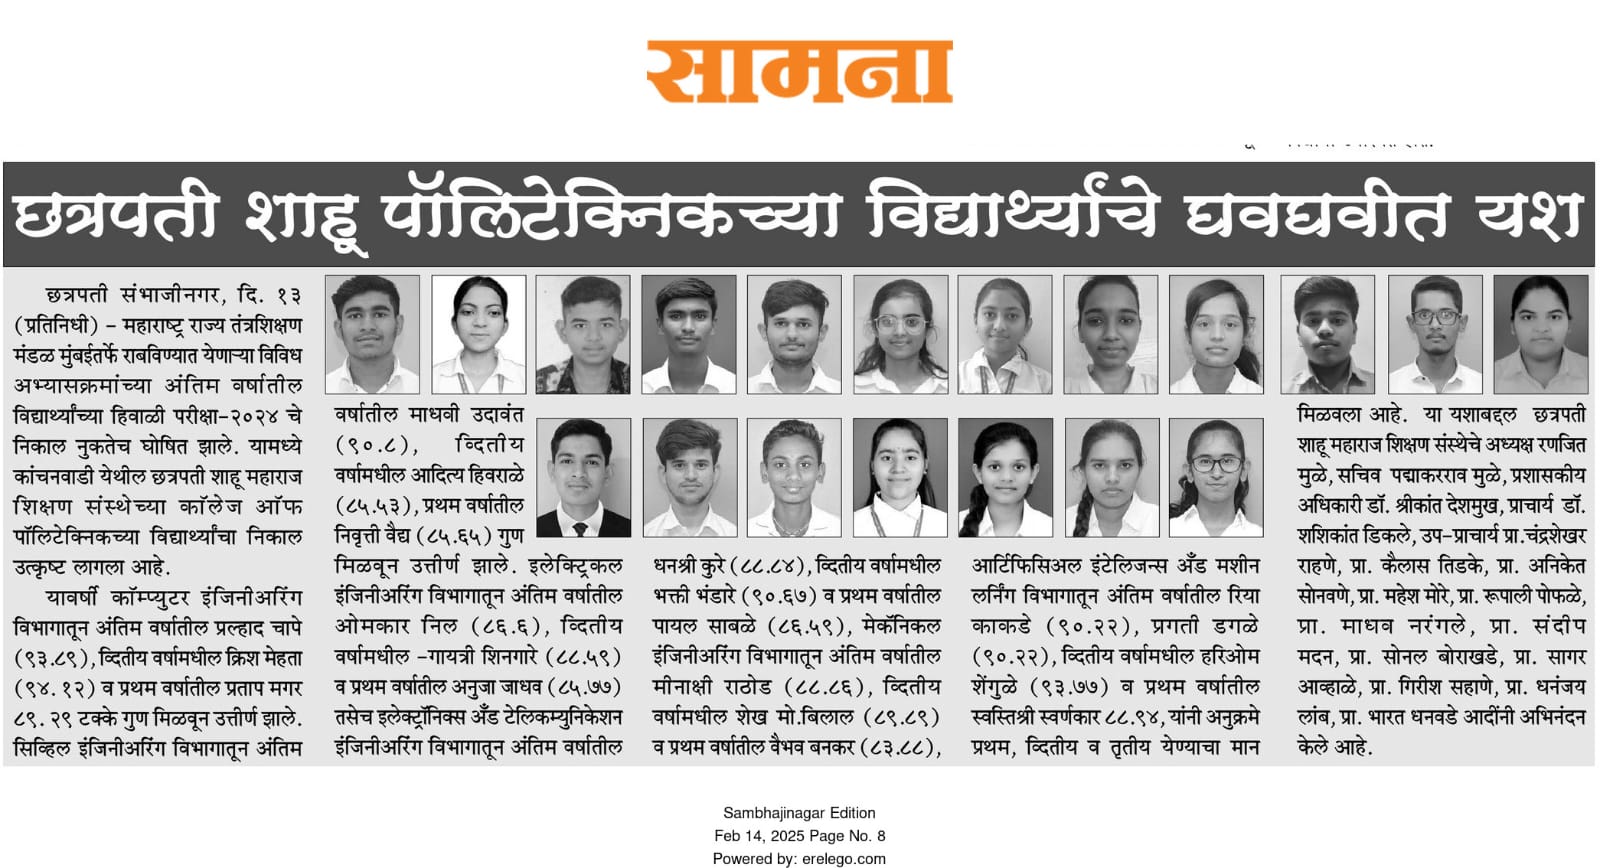 सामना
छत्रपती शाहू पॉलिटेक्निकच्या विद्यार्थ्यांचे घवघवीत यश
छत्रपती संभाजीनगर, दि. १३
(प्रतिनिधी) - महाराष्ट्र राज्य तंत्रशिक्षण
मंडळ मुंबईतर्फे राबविण्यात येणाऱ्या विविध
अभ्यासक्रमांच्या अंतिम वर्षातील
विद्यार्थ्यांच्या हिवाळी परीक्षा-२०२४ चे
निकाल नुकतेच घोषित झाले. यामध्ये
कांचनवाडी येथील छत्रपती शाहू महाराज
शिक्षण संस्थेच्या कॉलेज ऑफ
पॉलिटेक्निकच्या विद्यार्थ्यांचा निकाल
उत्कृष्ट लागला आहे.
यावर्षी कॉम्प्युटर इंजिनीअरिंग
विभागातून अंतिम वर्षातील प्रल्हाद चापे
(९३.८९), व्दितीय वर्षामधील क्रिश मेहता
(९४. १२) व प्रथम वर्षातील प्रताप मगर
८९. २९ टक्के गुण मिळवून उत्तीर्ण झाले.
सिव्हिल इंजिनीअरिंग विभागातून अंतिम
वर्षातील माधवी उदावंत
(९०.८), व्दितीय
वर्षामधील आदित्य हिवराळे
(८५.५३), प्रथम वर्षातील
निवृत्ती वैद्य (८५.६५) गुण
मिळवून उत्तीर्ण झाले. इलेक्ट्रिकल
इंजिनीअरिंग विभागातून अंतिम वर्षातील
ओमकार निल (८६.६), व्दितीय
वर्षामधील -गायत्री शिनगारे (८८.५९)
व प्रथम वर्षातील अनुजा जाधव (८५.७७)
तसेच इलेक्ट्रॉनिक्स अँड टेलिकम्युनिकेशन
इंजिनीअरिंग विभागातून अंतिम वर्षातील
धनश्री कुरे (८८.८४), व्दितीय वर्षामधील
भक्ती भंडारे (९०.६७) व प्रथम वर्षातील
पायल साबळे (८६.५९), मेकॅनिकल
इंजिनीअरिंग विभागातून अंतिम वर्षातील
मीनाक्षी राठोड (८८.८६), व्दितीय
वर्षामधील शेख मो.बिलाल (८९.८९)
व प्रथम वर्षातील वैभव बनकर (८३.८८),
आर्टिफिसिअल इंटेलिजन्स अँड मशीन
लर्निंग विभागातून अंतिम वर्षातील रिया
काकडे (९०.२२), प्रगती डगळे
(९०.२२), व्दितीय वर्षामधील हरिओम
शेंगुळे (९३.७७) व प्रथम वर्षातील
स्वस्तिश्री स्वर्णकार ८८.९४, यांनी अनुक्रमे
प्रथम, व्दितीय व तृतीय येण्याचा मान
मिळवला आहे. या यशाबद्दल छत्रपती
शाहू महाराज शिक्षण संस्थेचे अध्यक्ष रणजित
मुळे, सचिव पद्माकरराव मुळे, प्रशासकीय
अधिकारी डॉ. श्रीकांत देशमुख, प्राचार्य डॉ.
शशिकांत डिकले, उप-प्राचार्य प्रा.चंद्रशेखर
राहणे, प्रा. कैलास तिडके, प्रा. अनिकेत
सोनवणे, प्रा. महेश मोरे, प्रा. रूपाली पोफळे,
प्रा. माधव नरंगले, प्रा. संदीप
मदन, प्रा. सोनल बोराखडे, प्रा. सागर
आव्हाळे, प्रा. गिरीश सहाणे, प्रा. धनंजय
लांब, प्रा. भारत धनवडे आदींनी अभिनंदन
केले आहे.
Sambhajinagar Edition
Feb 14, 2025 Page No. 8
Powered by: erelego.com